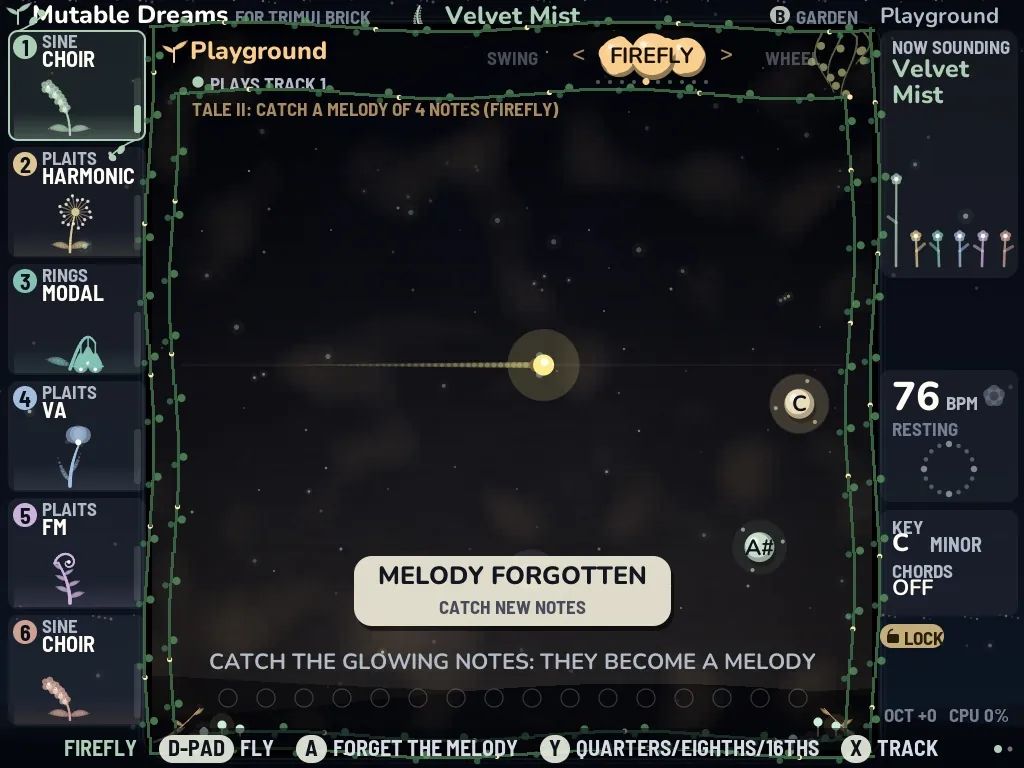 Mutable Dreams FOR TRIMUI BRICK
Velvet Mist
B GARDEN
Playground
1 SINE
CHOIR
2 PLAITS
HARMONIC
3 RINGS
MODAL
4 PLAITS
VA
5 PLAITS
FM
6 SINE
CHOIR
Playground
PLAYS TRACK 1
SWING < FIREFLY > WHEEL
TALE II: CATCH A MELODY OF 4 NOTES (FIREFLY)
C
A#
MELODY FORGOTTEN
CATCH NEW NOTES
CATCH THE GLOWING NOTES: THEY BECOME A MELODY
NOW SOUNDING
Velvet
Mist
76 BPM
RESTING
KEY
C MINOR
CHORDS
OFF
LOCK
OCT +0 CPU 0%
FIREFLY D-PAD FLY A FORGET THE MELODY Y QUARTERS/EIGHTHS/16THS X TRACK